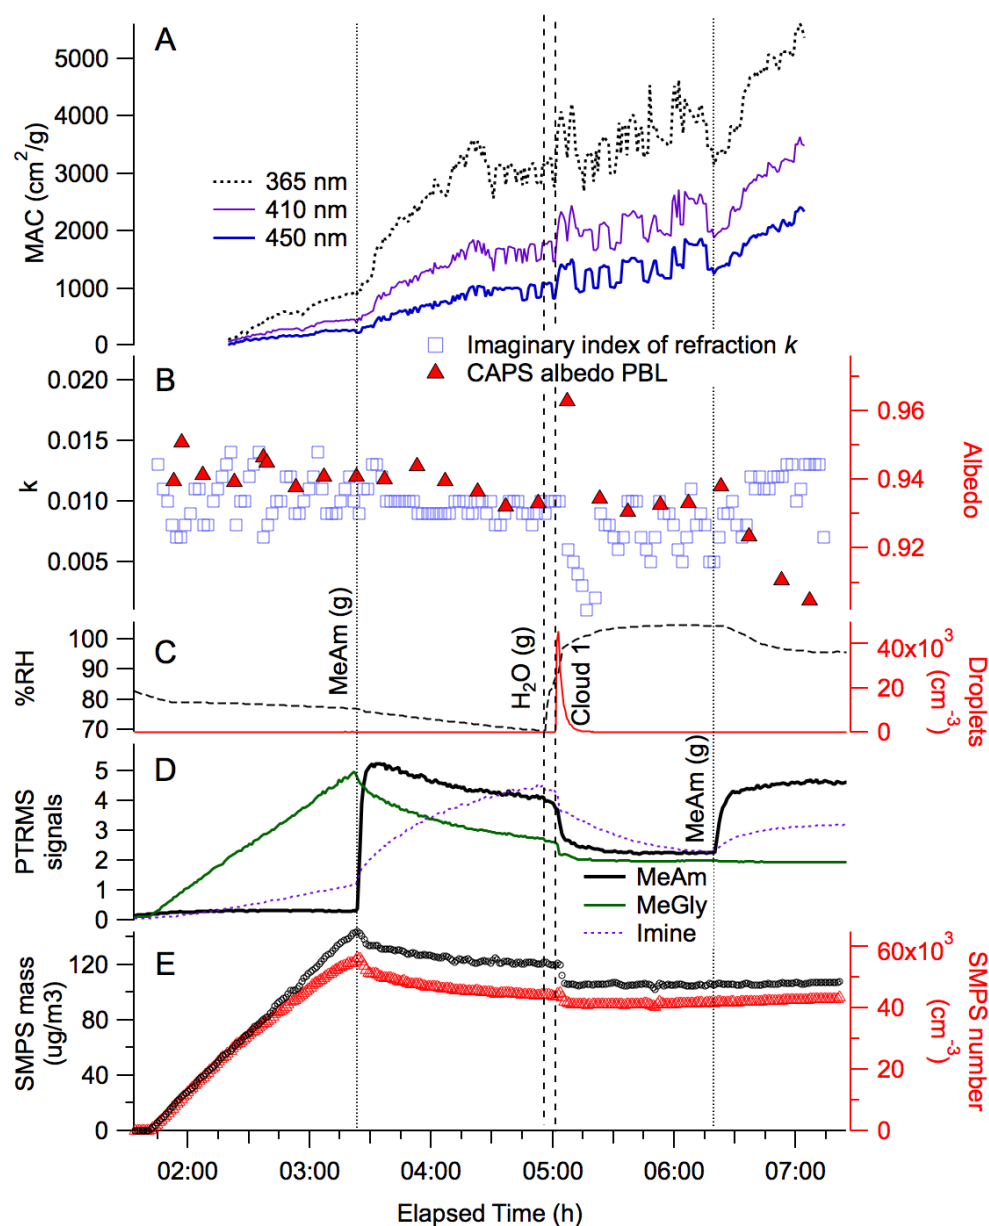 A
5000
4000
3000
2000
1000
0
MAC (cm2/g)
365 nm
410 nm
450 nm
B
Imaginary index of refraction k
CAPS albedo PBL
0.020
0.015
0.010
0.005
k
0.96
0.94
0.92
Albedo
MeAm (g)
H2O (g)
Cloud 1
C
100
90
80
70
%RH
40x103
20
0
Droplets
(cm-3)
D
5
4
3
2
1
0
PTRMS
signals
MeAm (g)
MeAm
MeGly
Imine
E
120
80
40
0
SMPS mass
(ug/m3)
60x103
40
20
0
SMPS number
(cm-3)
02:00 03:00 04:00 05:00 06:00 07:00
Elapsed Time (h)